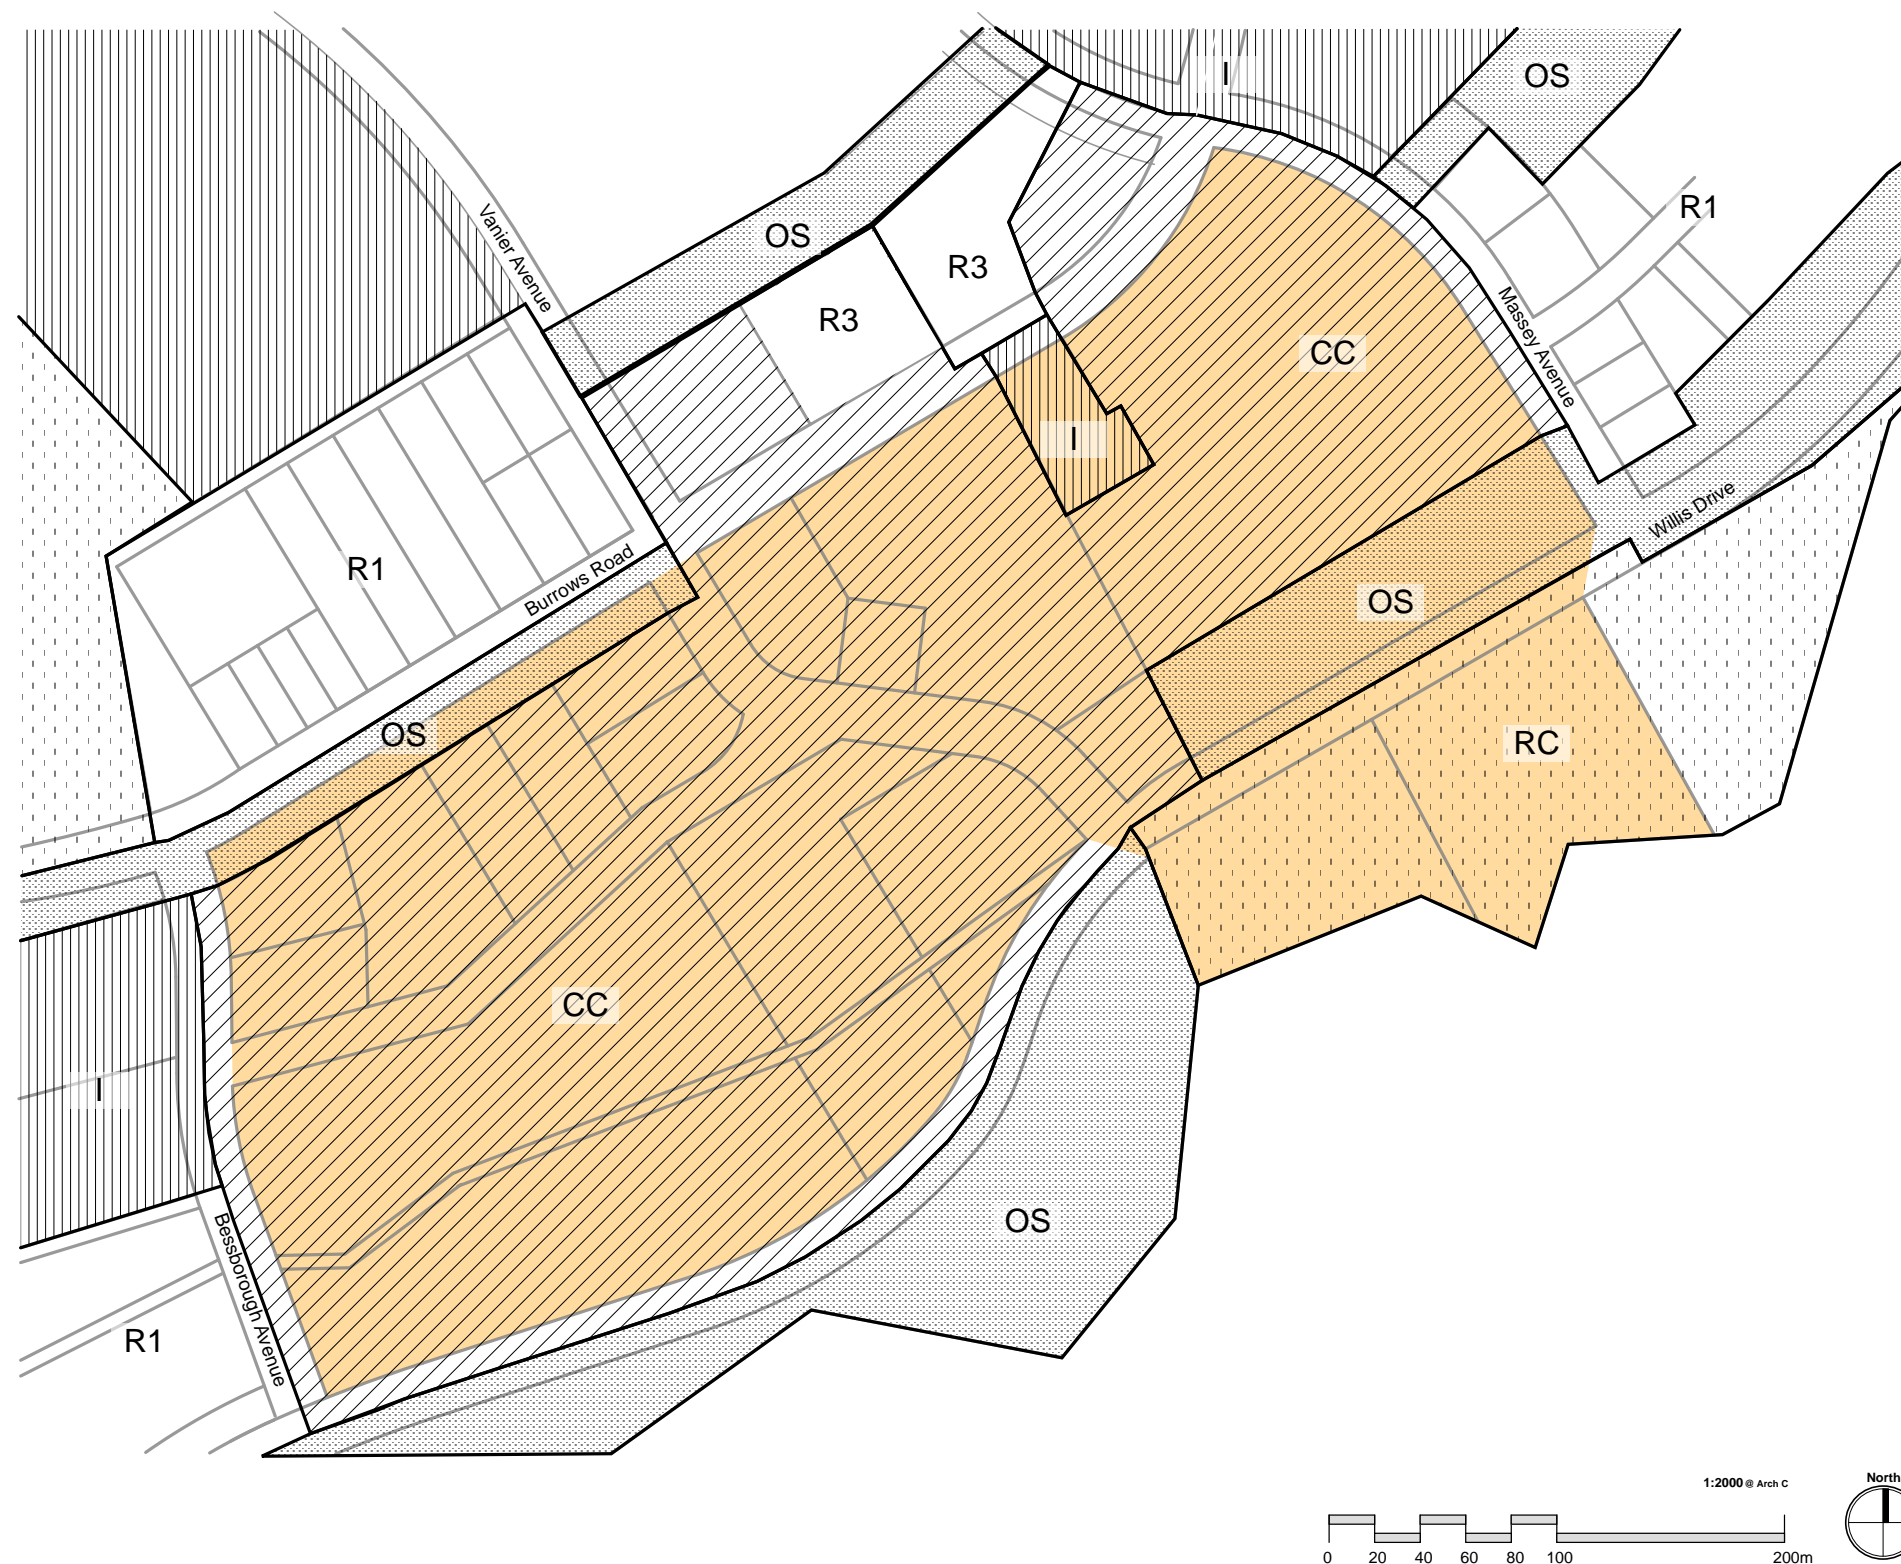 I
OS
Vanier Avenue
R1
OS
R3
R3
Massey Avenue
CC
I
Willis Drive
R1
Burrows Road
OS
OS
RC
CC
I
OS
Bessborough Avenue
R1
North
1:2000 @ Arch C
0 20 40 60 80 100 200m